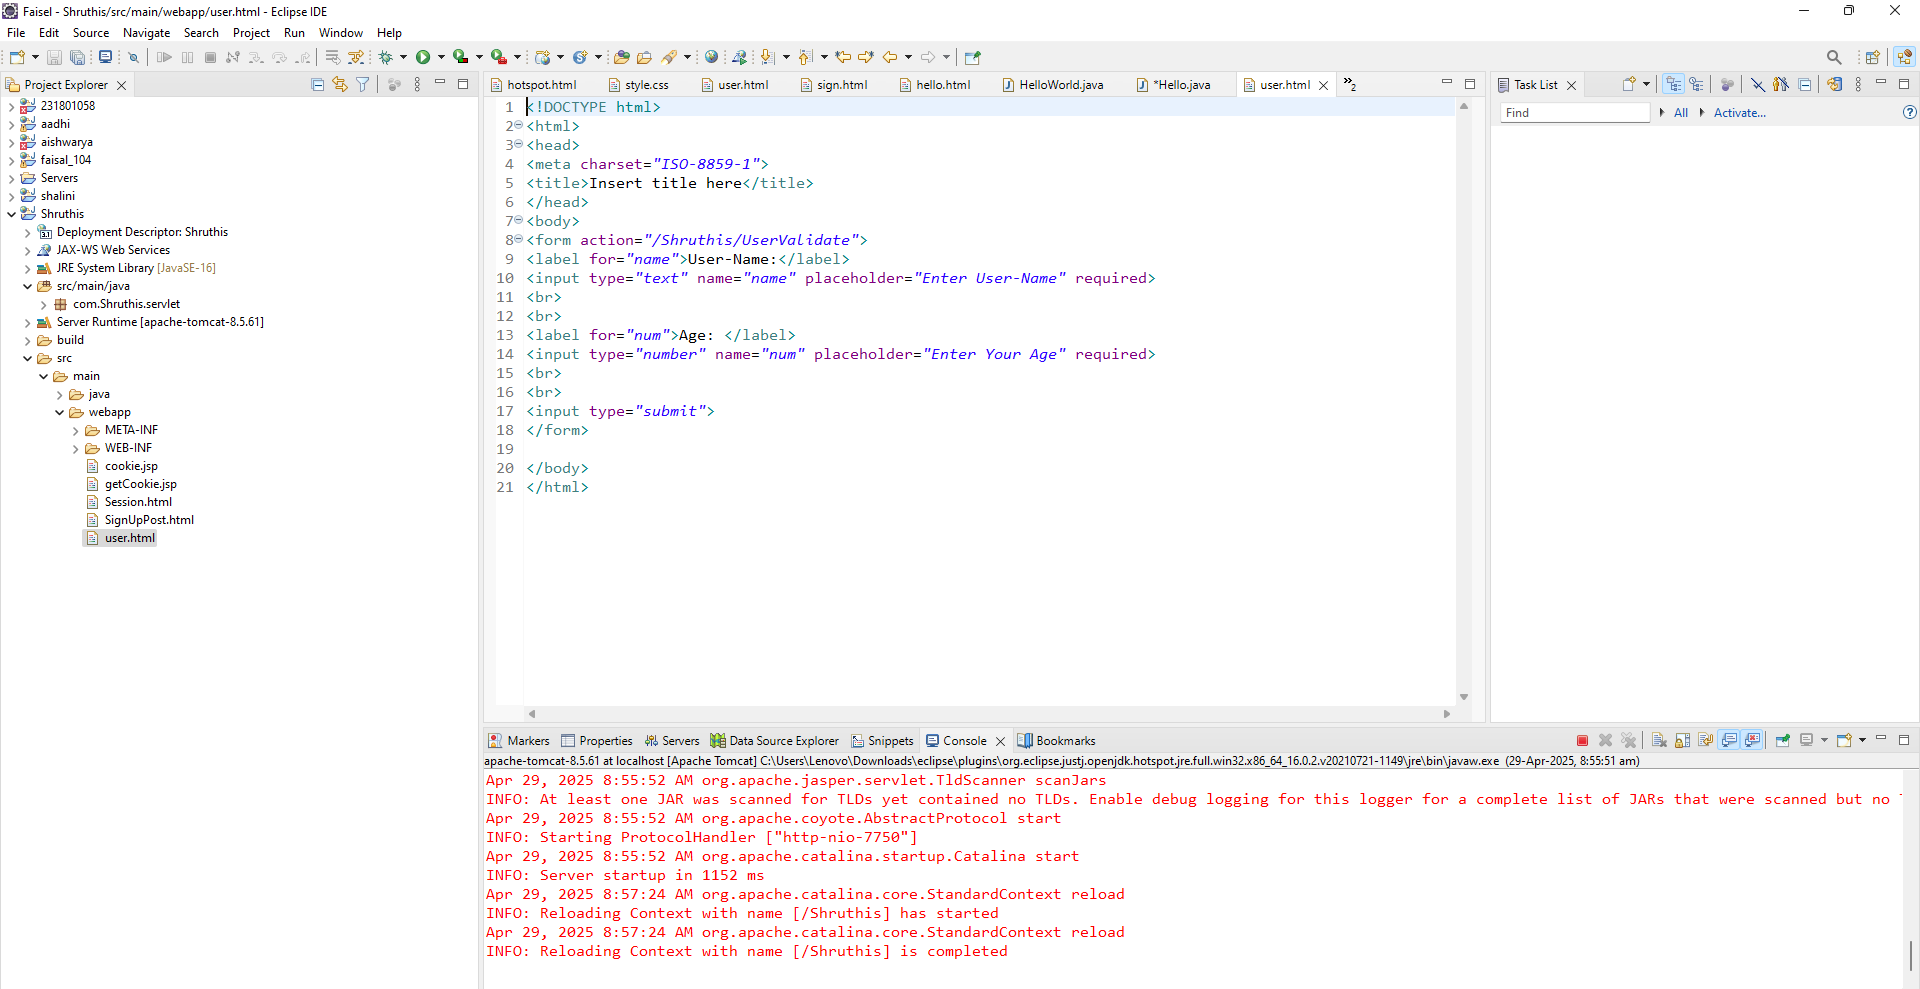 Faisel - Shruthis/src/main/webapp/user.html - Eclipse IDE
File Edit Source Navigate Search Project Run Window Help
Project Explorer
231801058
aadhi
aishwarya
faisal_104
Servers
shalini
Shruthis
Deployment Descriptor: Shruthis
JAX-WS Web Services
JRE System Library [JavaSE-16]
src/main/java
com.Shruthis.servlet
Server Runtime [apache-tomcat-8.5.61]
build
src
main
java
webapp
META-INF
WEB-INF
cookie.jsp
getCookie.jsp
Session.html
SignUpPost.html
user.html
hotspot.html style.css user.html sign.html hello.html HelloWorld.java *Hello.java user.html »2
1 <!DOCTYPE html>
2 <html>
3 <head>
4 <meta charset="ISO-8859-1">
5 <title>Insert title here</title>
6 </head>
7 <body>
8 <form action="/Shruthis/UserValidate">
9 <label for="name">User-Name:</label>
10 <input type="text" name="name" placeholder="Enter User-Name" required>
11 <br>
12 <br>
13 <label for="num">Age: </label>
14 <input type="number" name="num" placeholder="Enter Your Age" required>
15 <br>
16 <br>
17 <input type="submit">
18 </form>
19
20 </body>
21 </html>
Task List
Find All Activate...
Markers Properties Servers Data Source Explorer Snippets Console Bookmarks
apache-tomcat-8.5.61 at localhost [Apache Tomcat] C:\Users\Lenovo\Downloads\eclipse\plugins\org.eclipse.justj.openjdk.hotspot.jre.full.win32.x86_64_16.0.2.v20210721-1149\jre\bin\javaw.exe (29-Apr-2025, 8:55:51 am)
Apr 29, 2025 8:55:52 AM org.apache.jasper.servlet.TldScanner scanJars
INFO: At least one JAR was scanned for TLDs yet contained no TLDs. Enable debug logging for this logger for a complete list of JARs that were scanned but no
Apr 29, 2025 8:55:52 AM org.apache.coyote.AbstractProtocol start
INFO: Starting ProtocolHandler ["http-nio-7750"]
Apr 29, 2025 8:55:52 AM org.apache.catalina.startup.Catalina start
INFO: Server startup in 1152 ms
Apr 29, 2025 8:57:24 AM org.apache.catalina.core.StandardContext reload
INFO: Reloading Context with name [/Shruthis] has started
Apr 29, 2025 8:57:24 AM org.apache.catalina.core.StandardContext reload
INFO: Reloading Context with name [/Shruthis] is completed